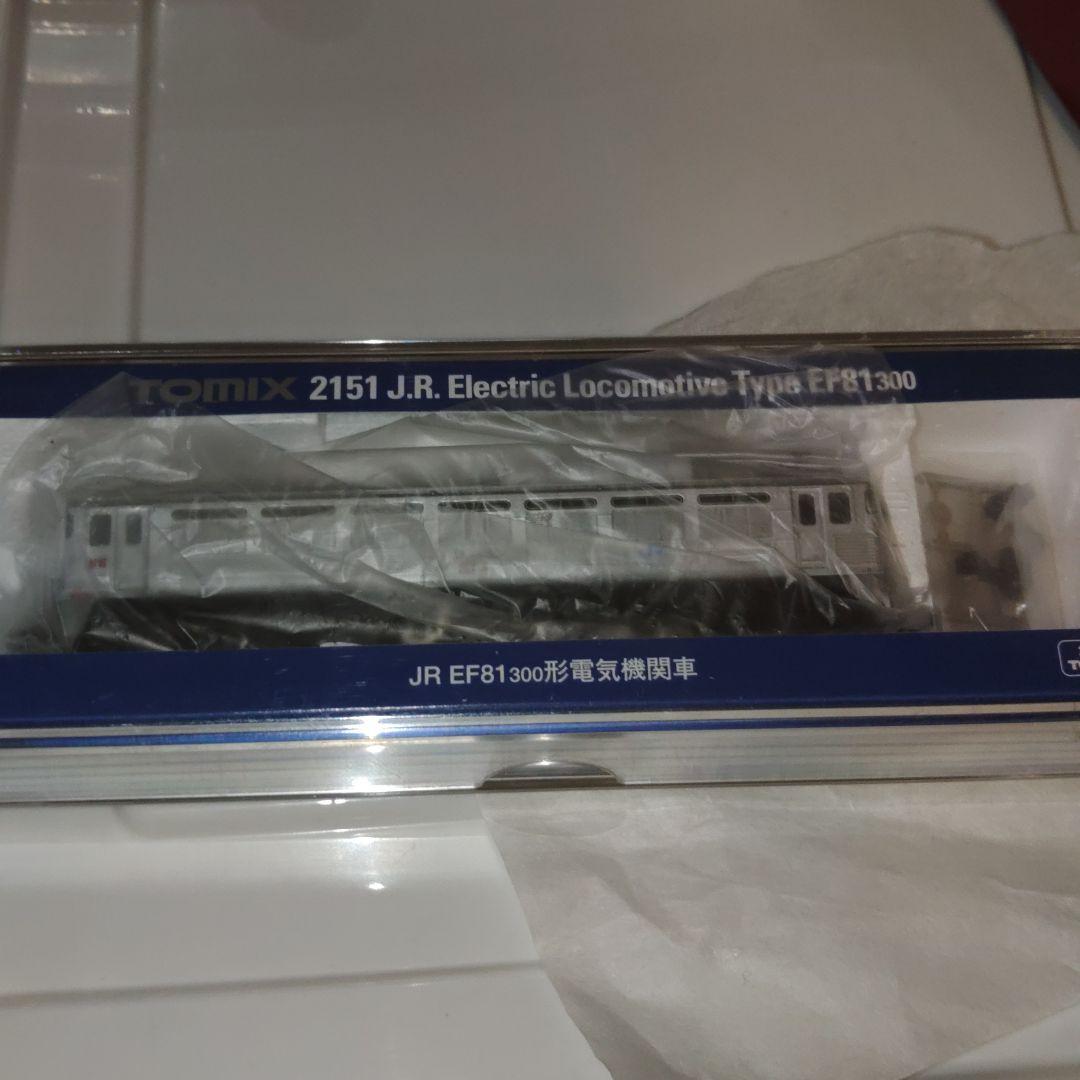 TOMIX 2151 J.R. Electric Locomotive Type EF81300
JR EF81300形電気機関車